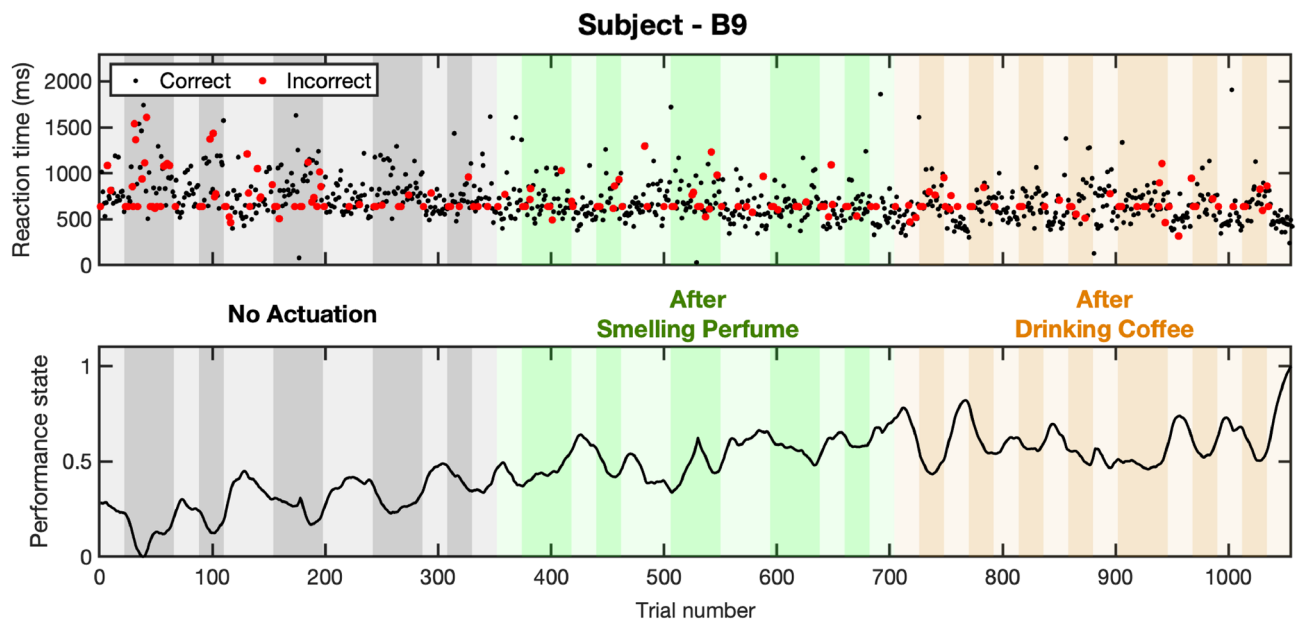 Subject - B9
Reaction time (ms)
2000
1500
1000
500
0
Correct Incorrect
No Actuation
After
Smelling Perfume
After
Drinking Coffee
Performance state
1
0.5
0
0 100 200 300 400 500 600 700 800 900 1000
Trial number